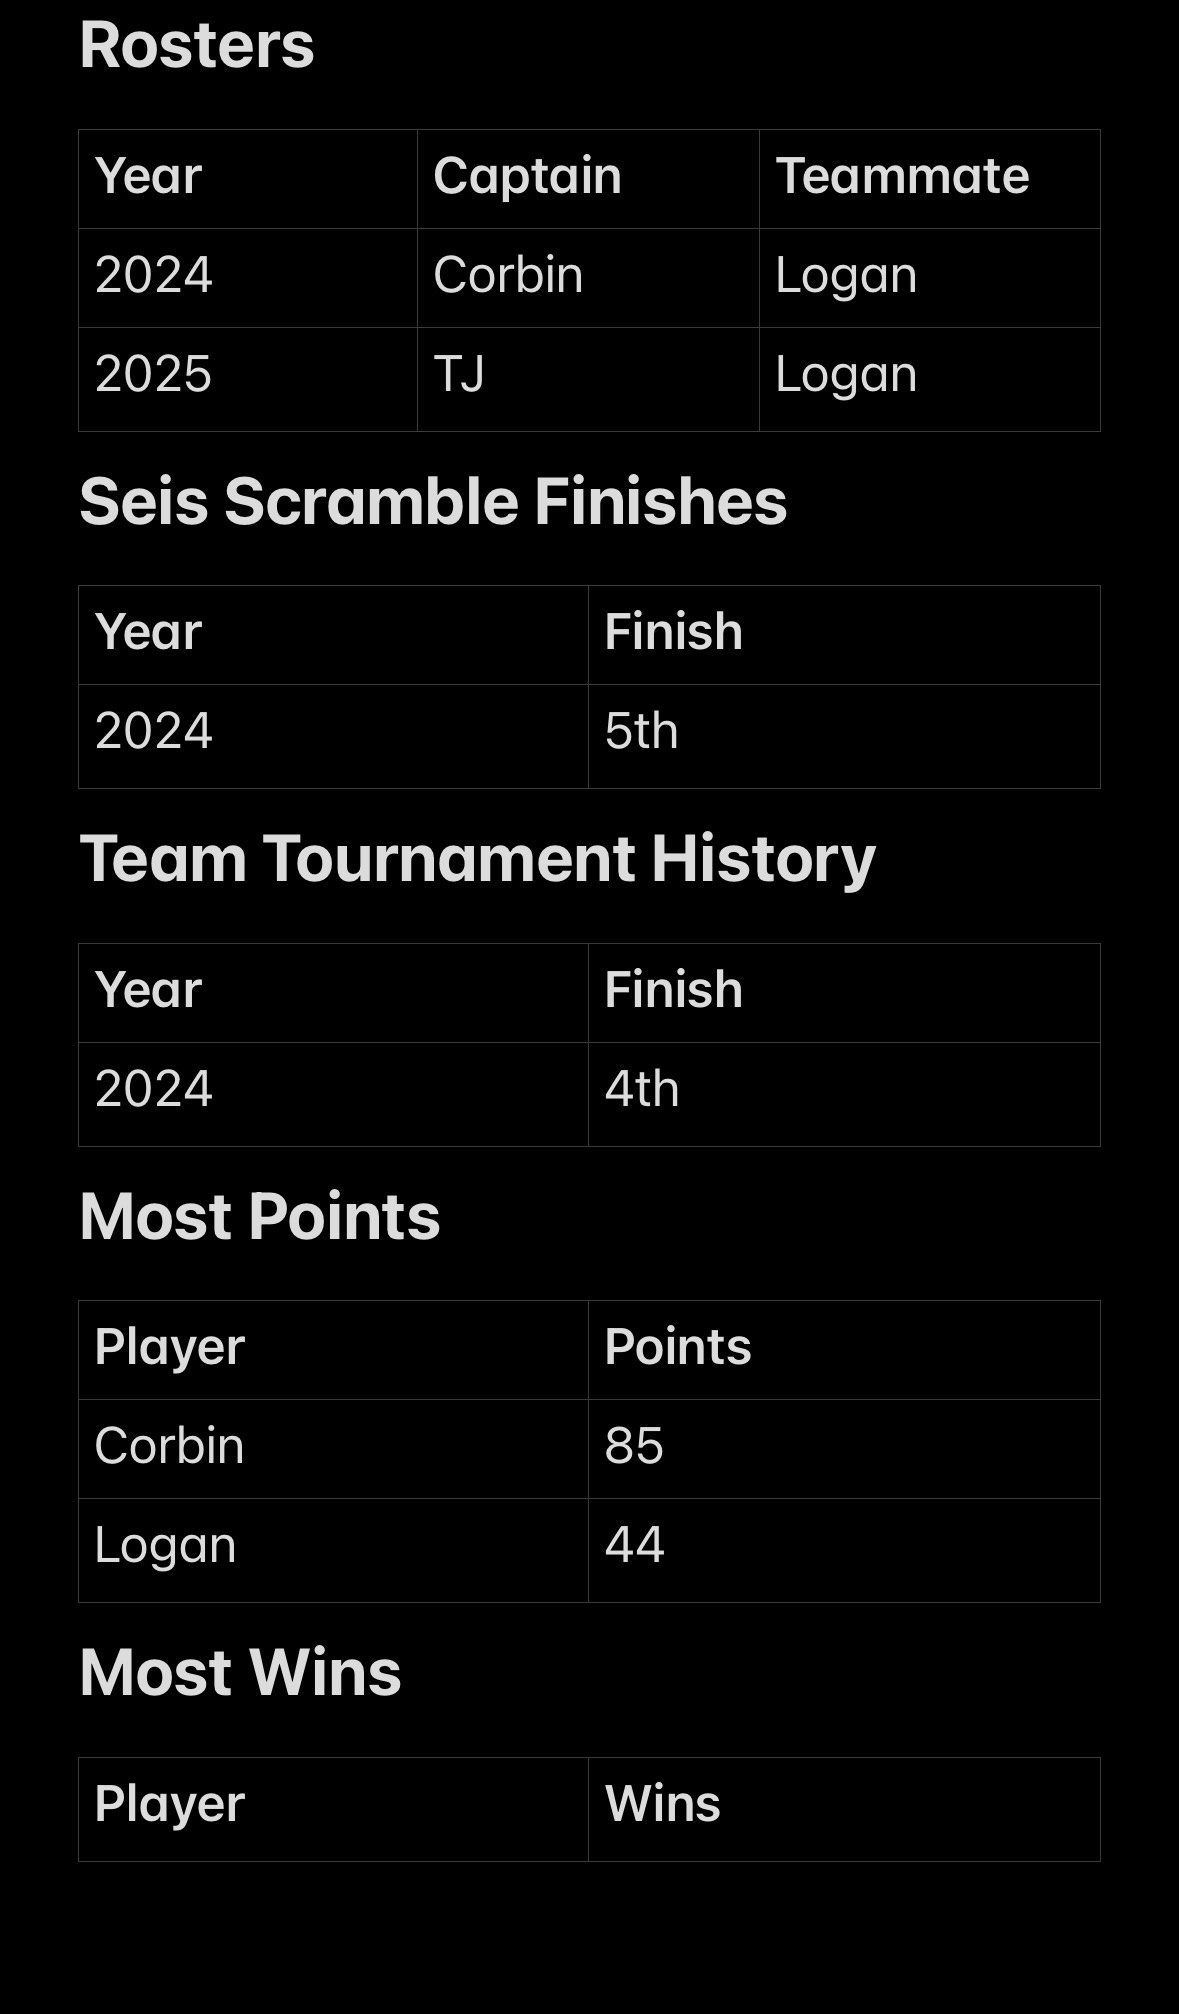 Rosters
Year Captain Teammate
2024 Corbin Logan
2025 TJ Logan
Seis Scramble Finishes
Year Finish
2024 5th
Team Tournament History
Year Finish
2024 4th
Most Points
Player Points
Corbin 85
Logan 44
Most Wins
Player Wins